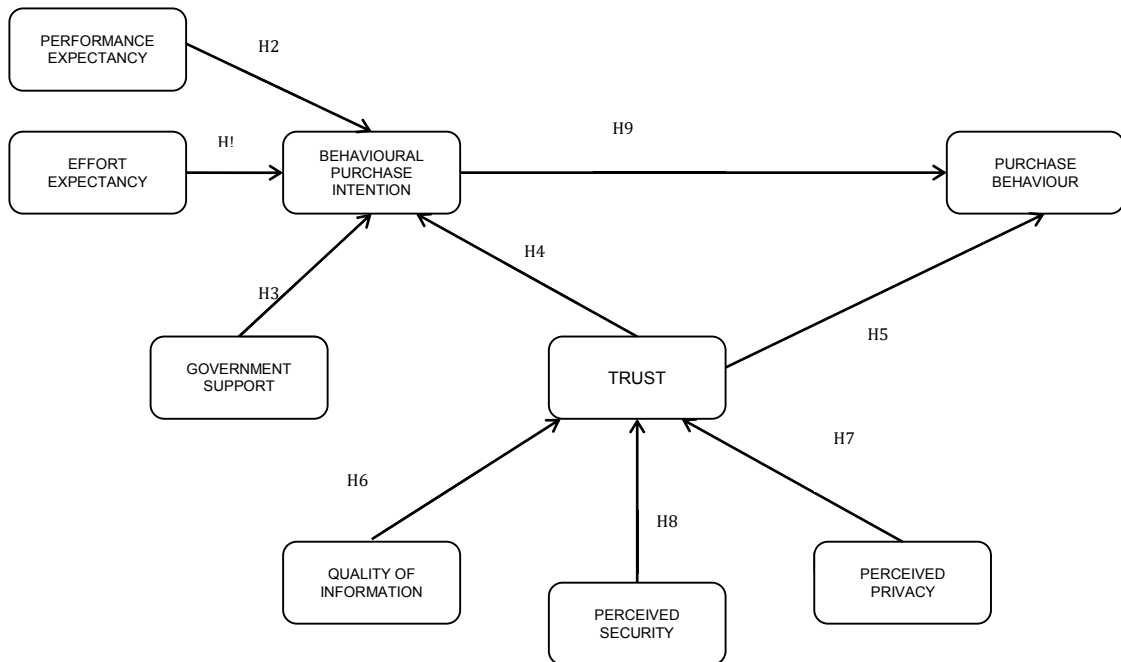 PERFORMANCE
EXPECTANCY
H2
EFFORT
EXPECTANCY
H!
BEHAVIOURAL
PURCHASE
INTENTION
H9
PURCHASE
BEHAVIOUR
H3
H4
H5
GOVERNMENT
SUPPORT
TRUST
H6
H8
H7
QUALITY OF
INFORMATION
PERCEIVED
SECURITY
PERCEIVED
PRIVACY